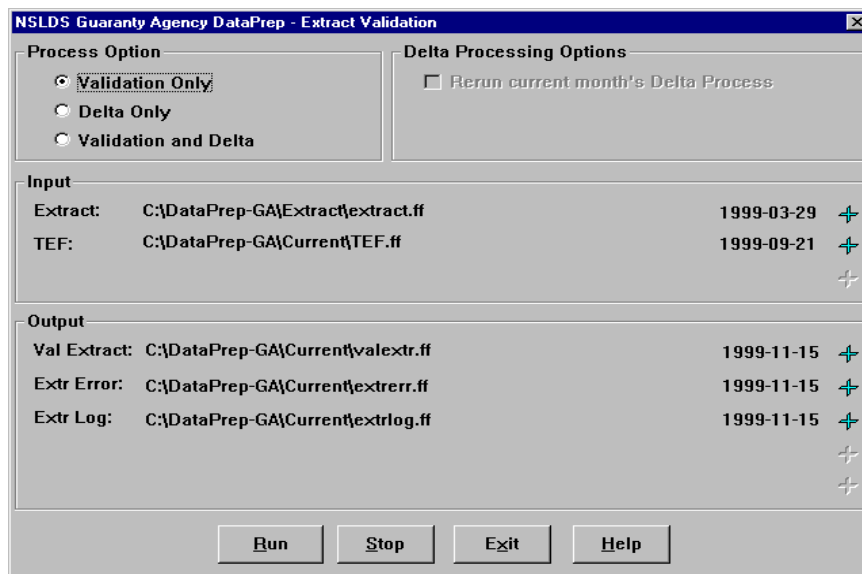 NSLDS Guaranty Agency DataPrep - Extract Validation
Process Option
Validation Only
Delta Only
Validation and Delta
Delta Processing Options
Rerun current month's Delta Process
Input
Extract: C:\DataPrep-GA\Extract\extract.ff 1999-03-29
TEF: C:\DataPrep-GA\Current\TEF.ff 1999-09-21
Output
Val Extract: C:\DataPrep-GA\Current\valextr.ff 1999-11-15
Extr Error: C:\DataPrep-GA\Current\extrerr.ff 1999-11-15
Extr Log: C:\DataPrep-GA\Current\extrlog.ff 1999-11-15
Run Stop Exit Help